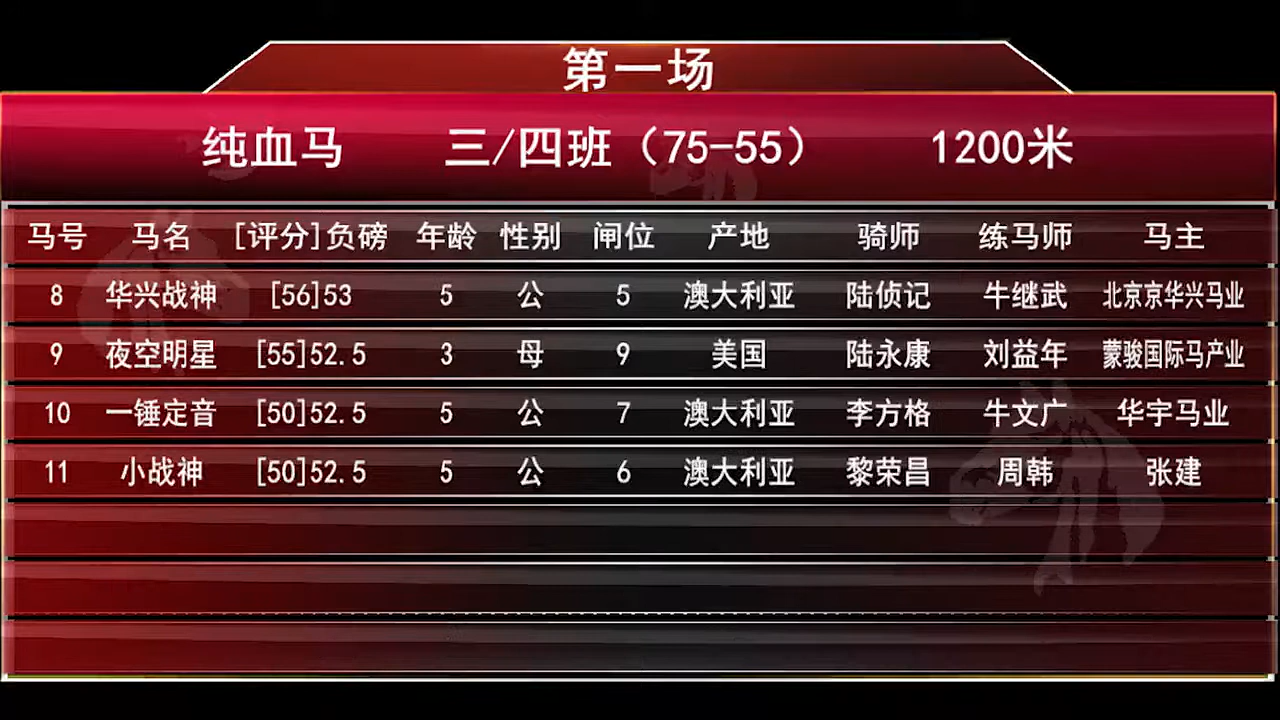 第一场
纯血马 三/四班（75-55） 1200米
马号 马名 [评分]负磅 年龄 性别 闸位 产地 骑师 练马师 马主
8 华兴战神 [56]53 5 公 5 澳大利亚 陆侦记 牛继武 北京京华兴马业
9 夜空明星 [55]52.5 3 母 9 美国 陆永康 刘益年 蒙骏国际马产业
10 一锤定音 [50]52.5 5 公 7 澳大利亚 李方格 牛文广 华宇马业
11 小战神 [50]52.5 5 公 6 澳大利亚 黎荣昌 周韩 张建